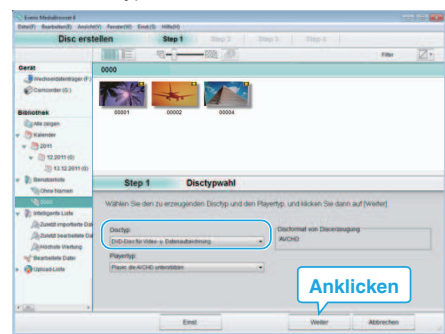 Everio MediaBrowser 4
Datei(F) Bearbeiten(E) Ansicht(V) Fenster(W) Einst.(S) Hilfe(H)
Disc erstellen Step 1 Step 2 Step 3 Step 4
Filter
Gerät
Wechseldatenträger (F:)
Camcorder (G:)
Bibliothek
Alle zeigen
Kalender
2011
12.2011 (6)
13.12.2011 (6)
Benutzerliste
Ohne Namen
0000
Intelligente Liste
Zuletzt importierte Dat
Zuletzt bearbeitete Dat
Höchste Wertung
Bearbeitete Datei
Upload-Liste
0000
00001 00002 00004
Step 1 Disctypwahl
Wählen Sie den zu erzeugenden Disctyp und den Playertyp, und klicken Sie dann auf [Weiter].
Disctyp
DVD-Disc für Video- u. Datenaufzeichnung
Discformat von Discerzeugung
AVCHD
Playertyp
Player, die AVCHD unterstützen
Anklicken
Einst. Weiter Abbrechen